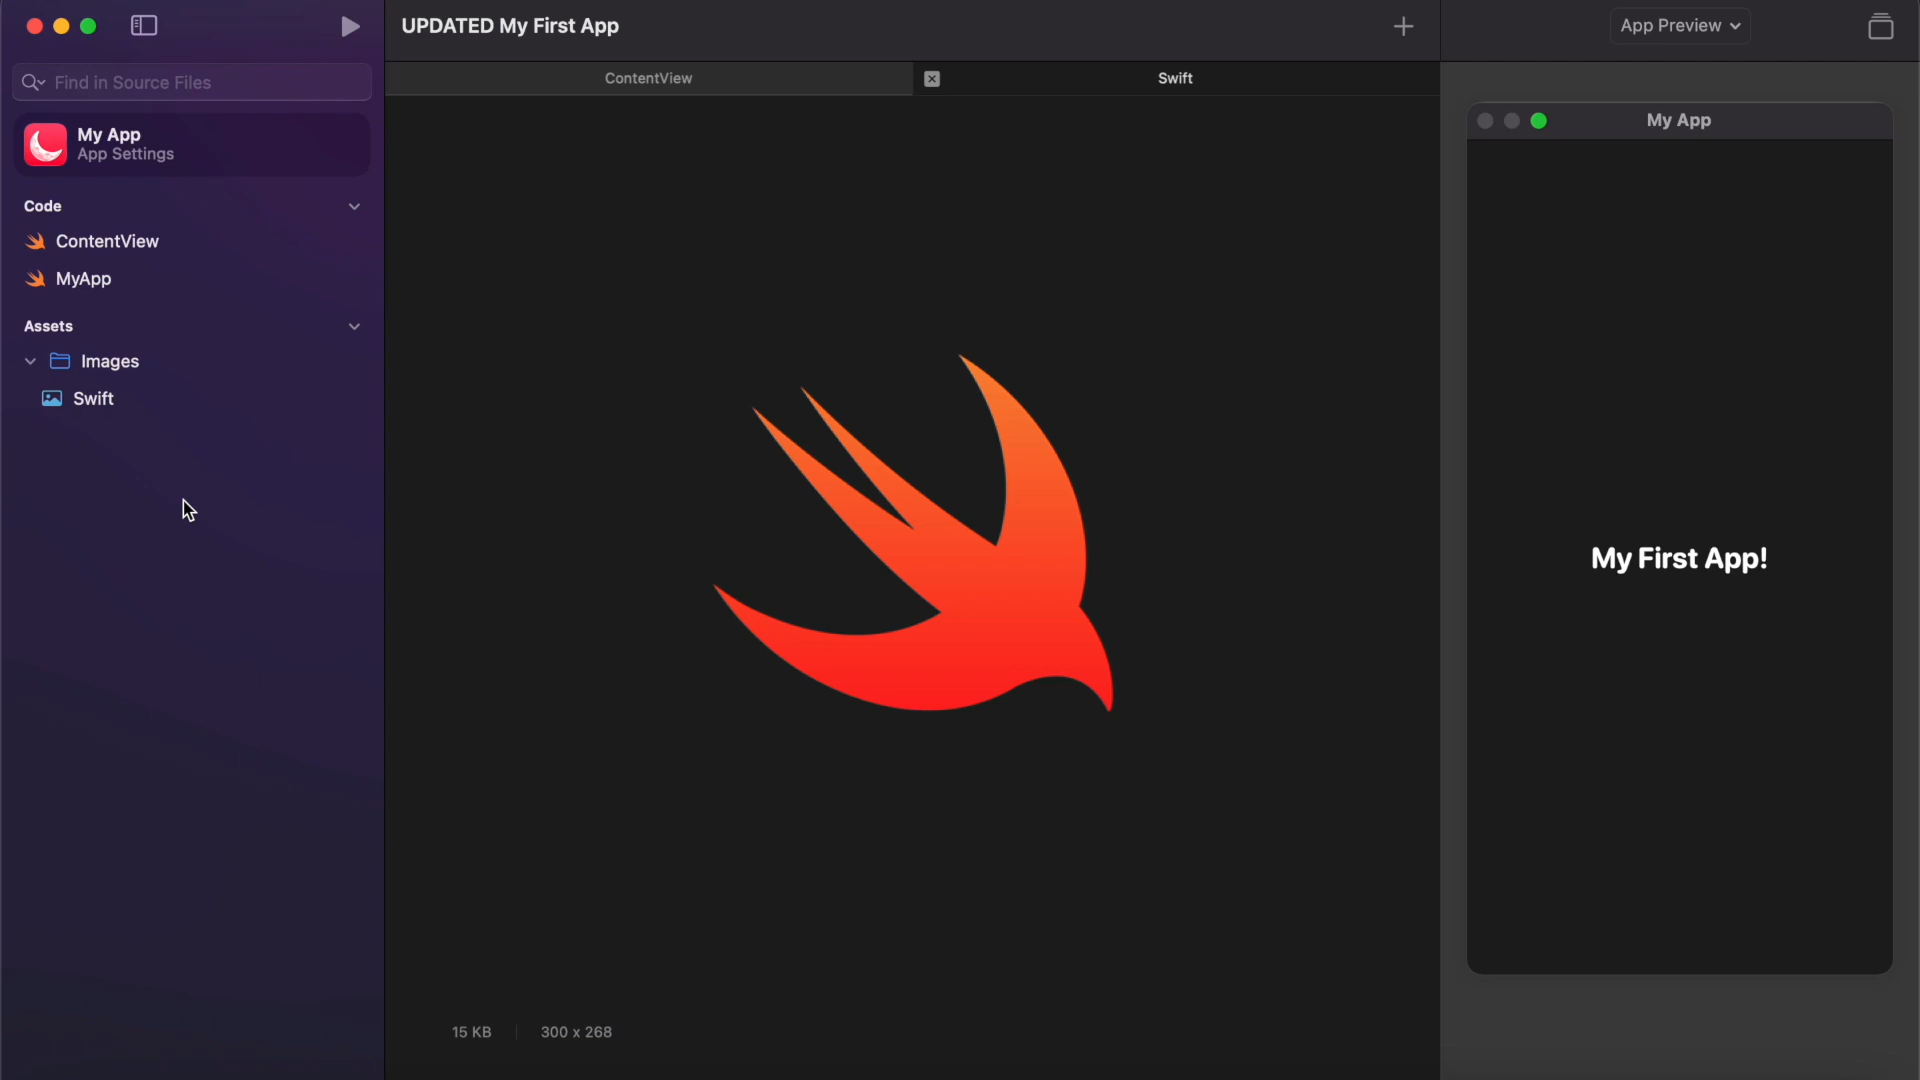 UPDATED My First App
App Preview
Find in Source Files
My App
App Settings
Code
ContentView
MyApp
Assets
Images
Swift
ContentView
Swift
15 KB
300 x 268
My App
My First App!